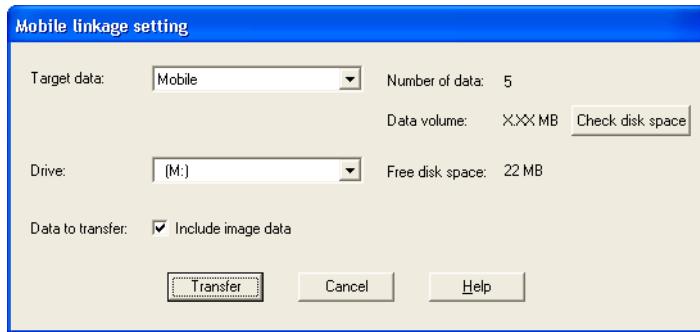 Mobile linkage setting
Target data: Mobile Number of data: 5
Data volume: X.XX MB Check disk space
Drive: (M:) Free disk space: 22 MB
Data to transfer: Include image data
Transfer Cancel Help